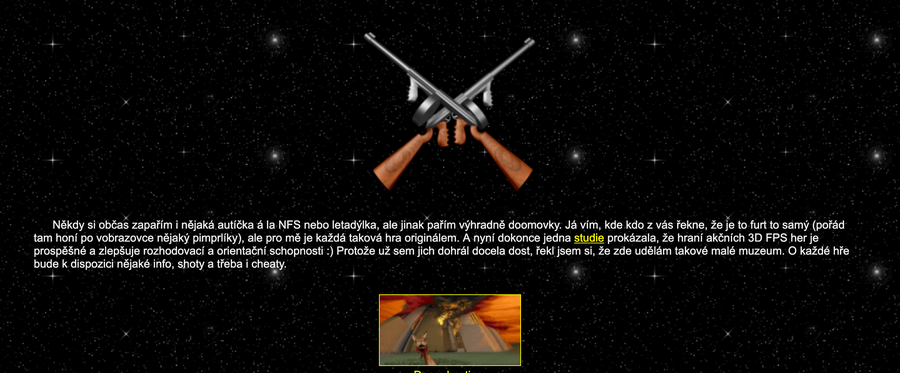 Někdy si občas zapařím i nějaká autíčka á la NFS nebo letadýlka, ale jinak pařím výhradně doomovky. Já vím, kde kdo z vás řekne, že je to furt to samý (pořád
tam honí po vobrazovce nějaký pimprlíky), ale pro mě je každá taková hra originálem. A nyní dokonce jedna studie prokázala, že hraní akčních 3D FPS her je
prospěšné a zlepšuje rozhodovací a orientační schopnosti :) Protože už sem jich dohrál docela dost, řekl jsem si, že zde udělám takové malé muzeum. O každé hře
bude k dispozici nějaké info, shoty a třeba i cheaty.